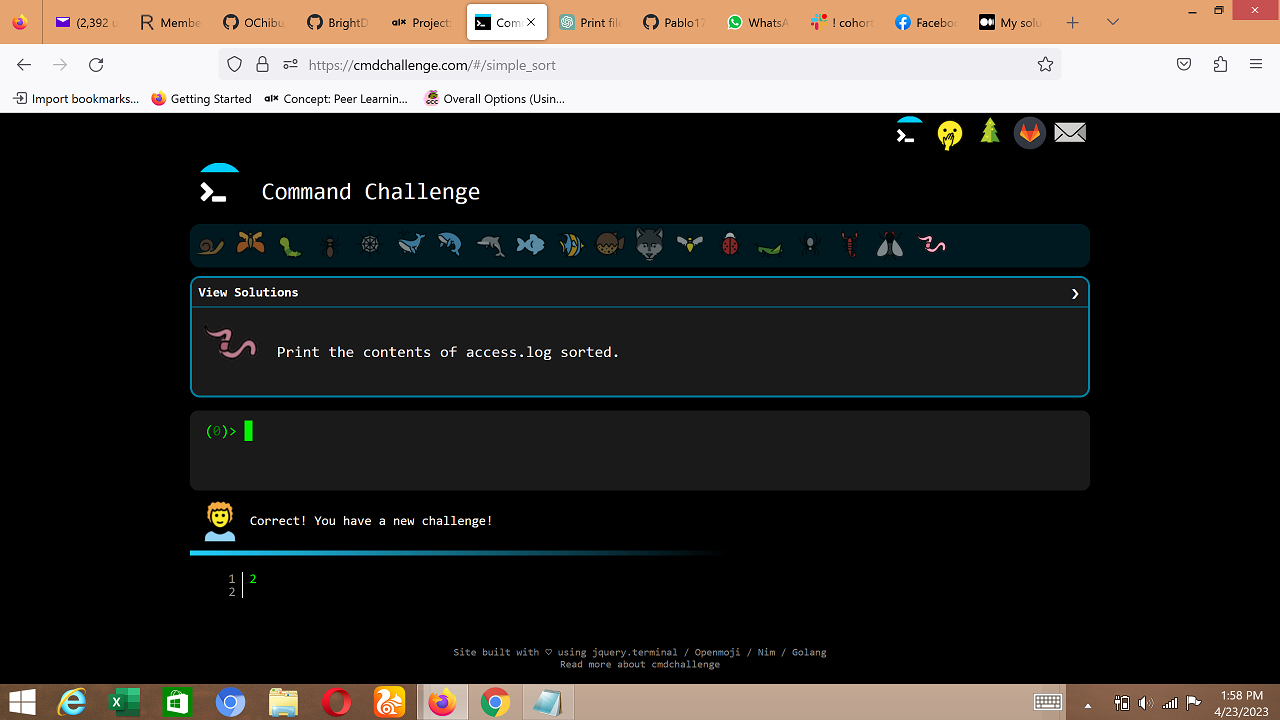 (2,392 u
Membe
OChibu
BrightD
Project:
Com
Print file
Pablo17
WhatsA
! cohor
Facebo
My solu
https://cmdchallenge.com/#/simple_sort
Import bookmarks...
Getting Started
Concept: Peer Learnin...
Overall Options (Usin...
Command Challenge
View Solutions
Print the contents of access.log sorted.
(0)>
Correct! You have a new challenge!
1 2
2
Site built with ♡ using jquery.terminal / Openmoji / Nim / Golang
Read more about cmdchallenge
1:58 PM
4/23/2023